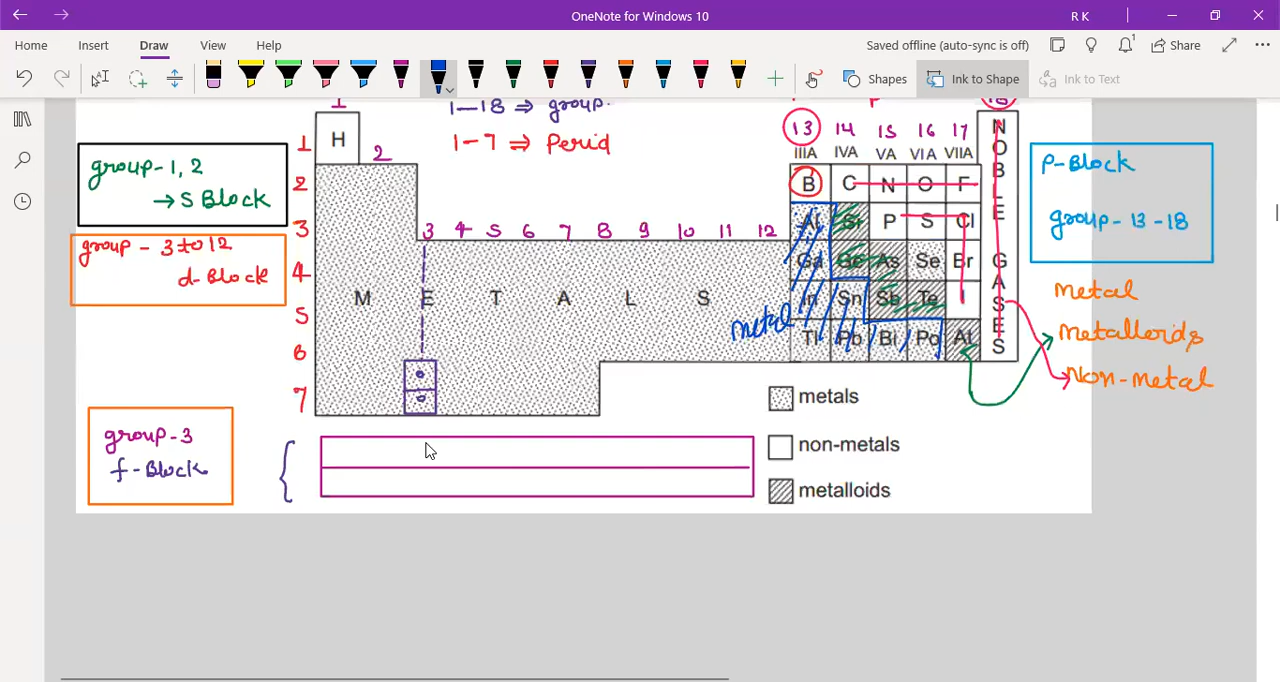 OneNote for Windows 10
R K
Home Insert Draw View Help
Saved offline (auto-sync is off)
Share
Shapes
Ink to Shape
Ink to Text
1
1—18 ⇒ group.
1-7 ⇒ Perid
18
13 14 15 16 17
IIIA IVA VA VIA VIIA
1 H
2
2 B C N O F
3 Al Si P S Cl
3 4 5 6 7 8 9 10 11 12
4 Ga Ge As Se Br
M E T A L S
5 In Sn Sb Te I
6 Tl Pb Bi Po At
7
NOBLE GASES
metal
group-1, 2
→ S Block
group - 3 to 12
d-Block
group-3
f-Block
P-Block
group-13-18
metal
metalloids
Non-metal
metals
non-metals
metalloids